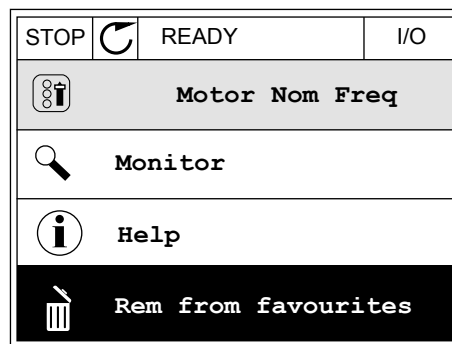 STOP READY I/O
Motor Nom Freq
Monitor
Help
Rem from favourites